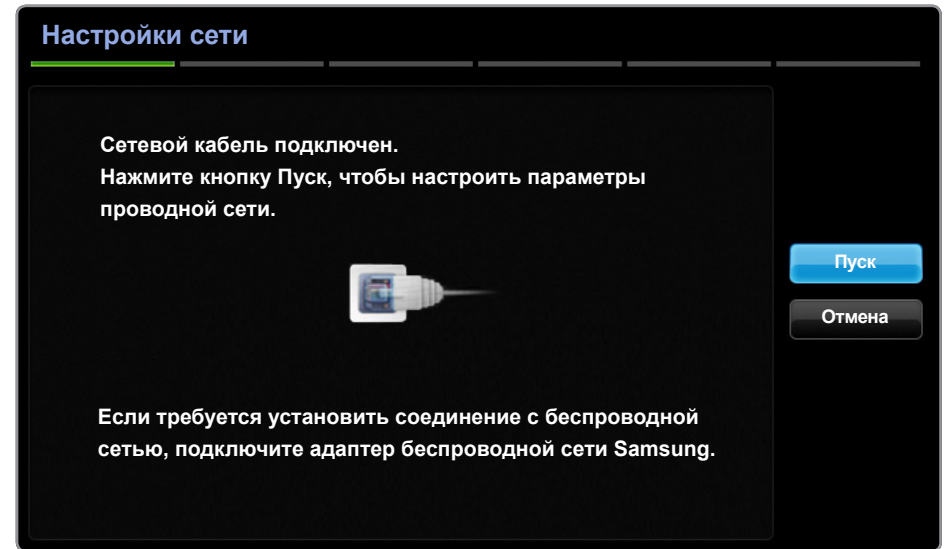 Настройки сети
Сетевой кабель подключен.
Нажмите кнопку Пуск, чтобы настроить параметры
проводной сети.
Пуск
Отмена
Если требуется установить соединение с беспроводной
сетью, подключите адаптер беспроводной сети Samsung.